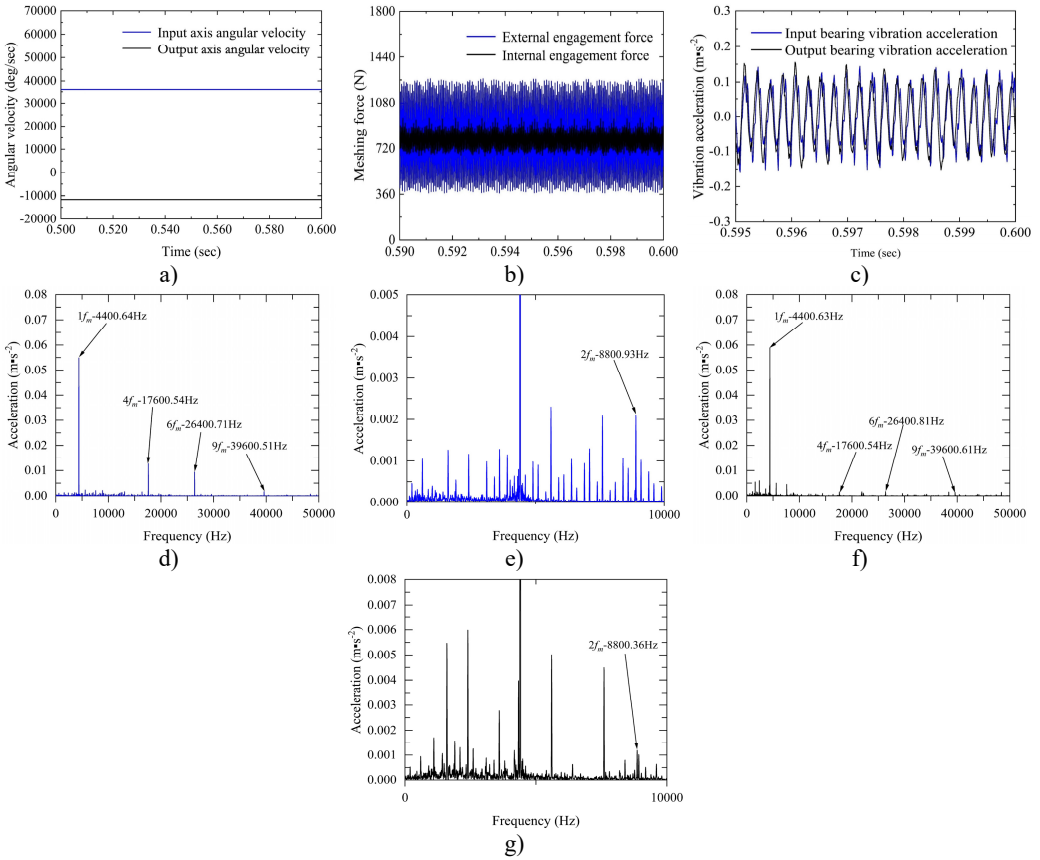 70000
60000
50000
40000
30000
20000
10000
0
-10000
-20000
0.500 0.520 0.540 0.560 0.580 0.600
Angular velocity (deg/sec)
Input axis angular velocity
Output axis angular velocity
Time (sec)
a)
1800
1440
1080
720
360
0
0.590 0.592 0.594 0.596 0.598 0.600
Meshing force (N)
External engagement force
Internal engagement force
Time (sec)
b)
0.3
0.2
0.1
0.0
-0.1
-0.2
-0.3
0.595 0.596 0.597 0.598 0.599 0.600
Vibration acceleration (m▪s⁻²)
Input bearing vibration acceleration
Output bearing vibration acceleration
Time (sec)
c)
0.08
0.07
0.06
0.05
0.04
0.03
0.02
0.01
0.00
0 10000 20000 30000 40000 50000
Acceleration (m▪s⁻²)
1fm-4400.64Hz
4fm-17600.54Hz
6fm-26400.71Hz
9fm-39600.51Hz
Frequency (Hz)
d)
0.005
0.004
0.003
0.002
0.001
0.000
0 10000
Acceleration (m▪s⁻²)
2fm-8800.93Hz
Frequency (Hz)
e)
0.08
0.07
0.06
0.05
0.04
0.03
0.02
0.01
0.00
0 10000 20000 30000 40000 50000
Acceleration (m▪s⁻²)
1fm-4400.63Hz
6fm-26400.81Hz
4fm-17600.54Hz
9fm-39600.61Hz
Frequency (Hz)
f)
0.008
0.007
0.006
0.005
0.004
0.003
0.002
0.001
0.000
0 10000
Acceleration (m▪s⁻²)
2fm-8800.36Hz
Frequency (Hz)
g)